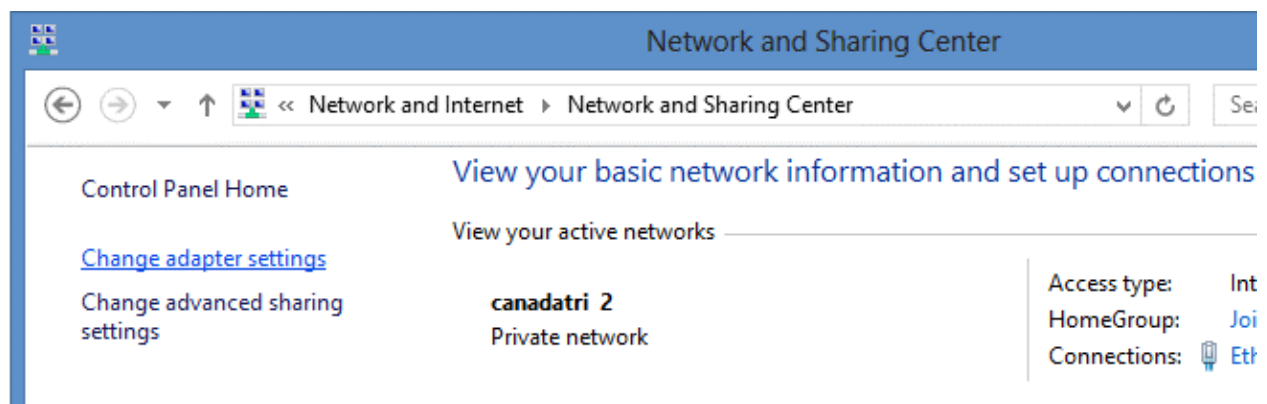 Network and Sharing Center
« Network and Internet ▸ Network and Sharing Center
Control Panel Home
View your basic network information and set up connections
View your active networks
Change adapter settings
Change advanced sharing
settings
canadatri 2
Private network
Access type:
HomeGroup:
Connections: